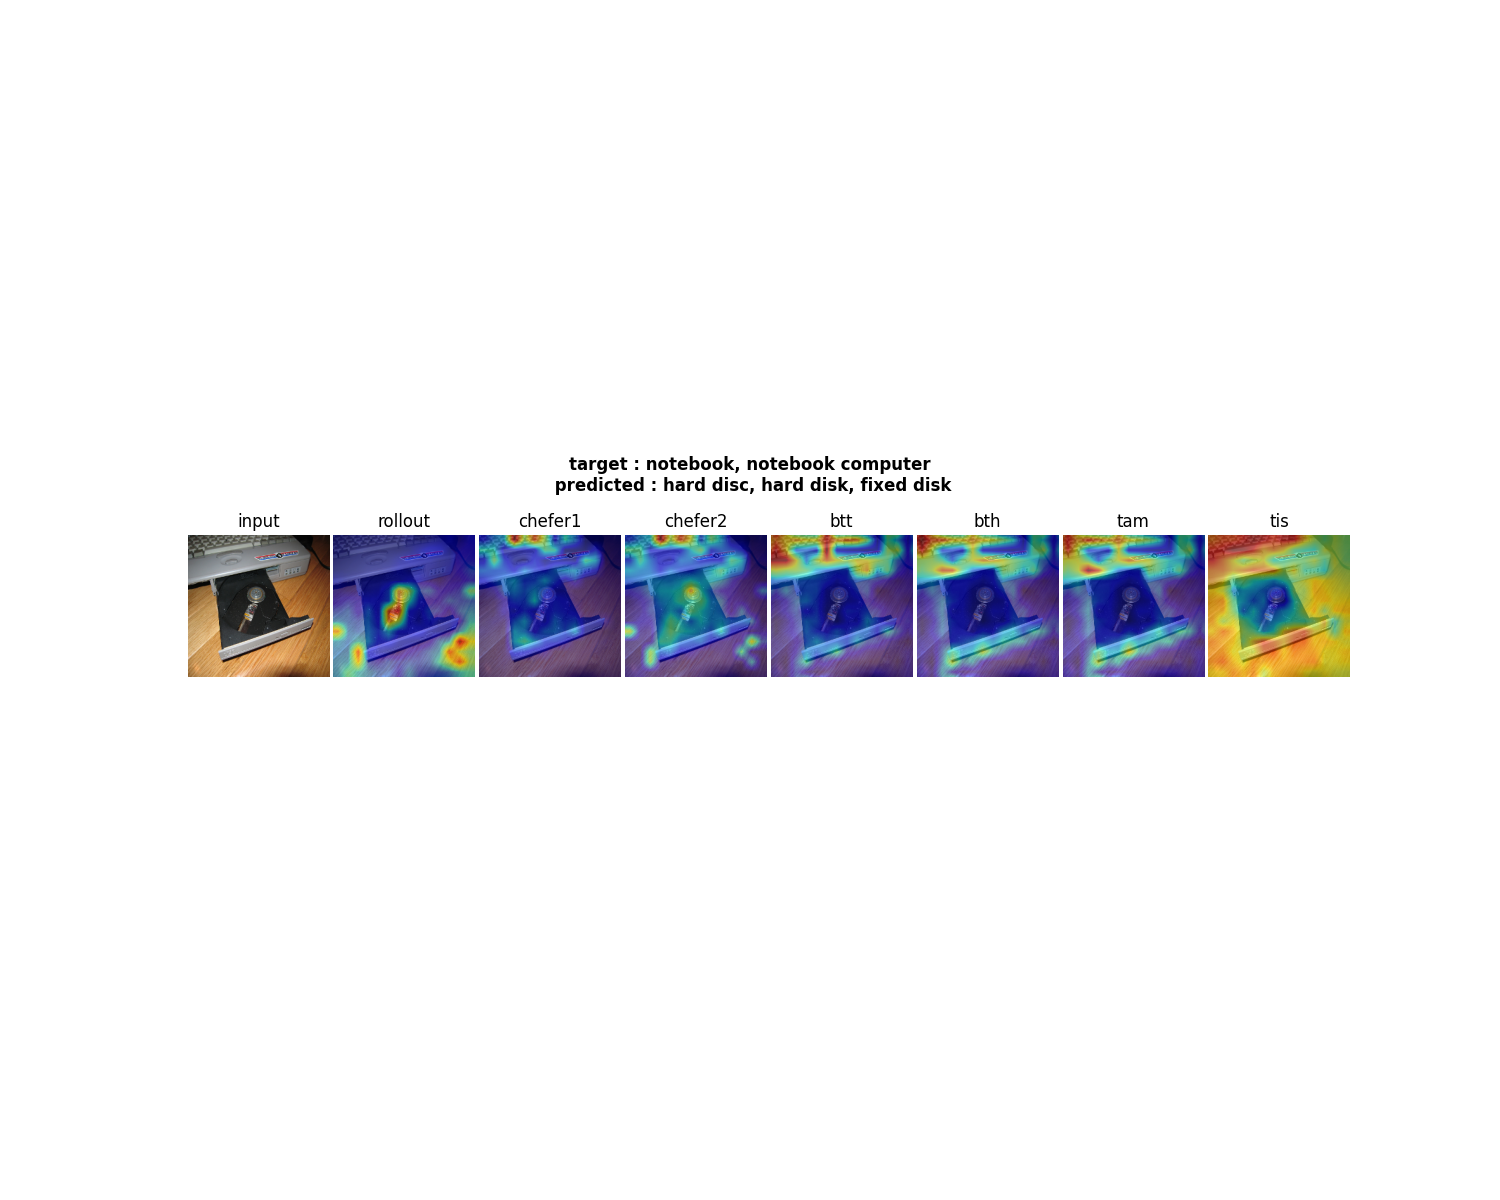 target : notebook, notebook computer
predicted : hard disc, hard disk, fixed disk
input rollout chefer1 chefer2 btt bth tam tis